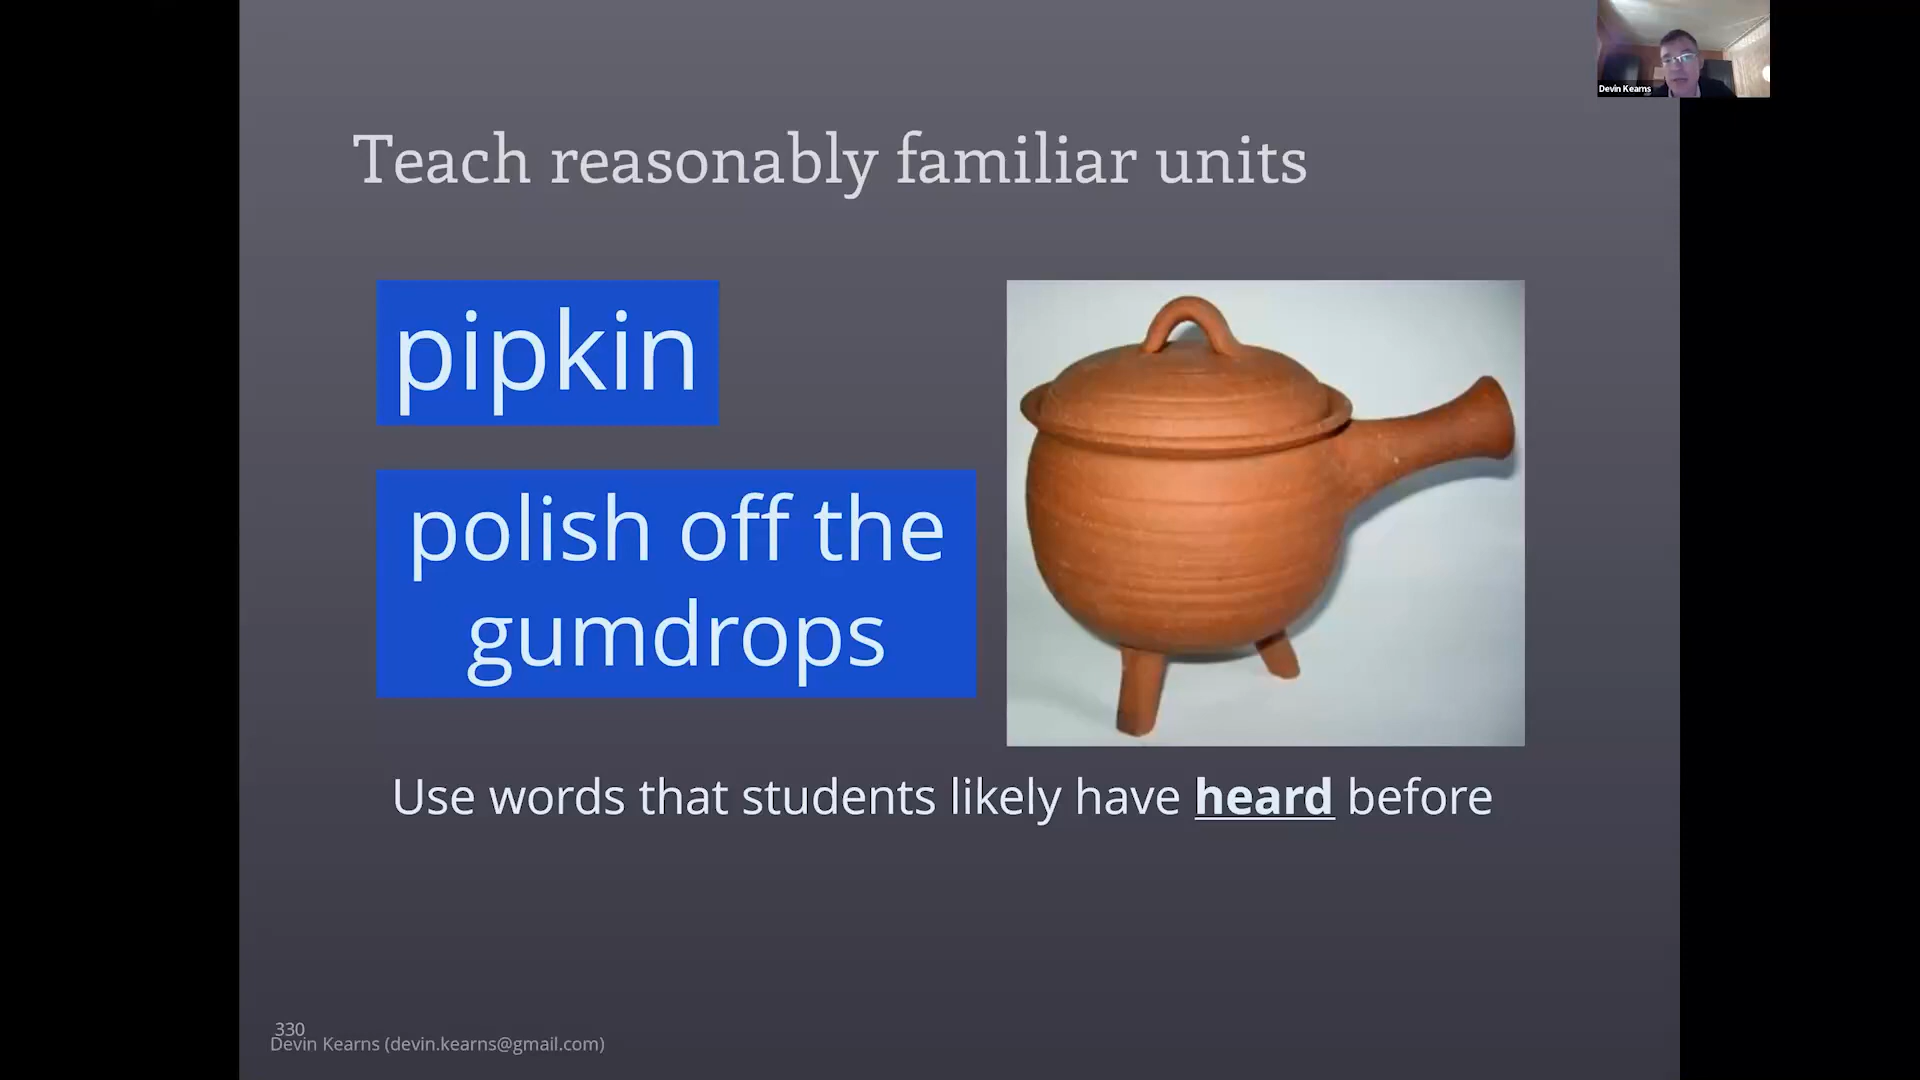 Devin Kearns
Teach reasonably familiar units
pipkin
polish off the
gumdrops
Use words that students likely have heard before
330
Devin Kearns (devin.kearns@gmail.com)